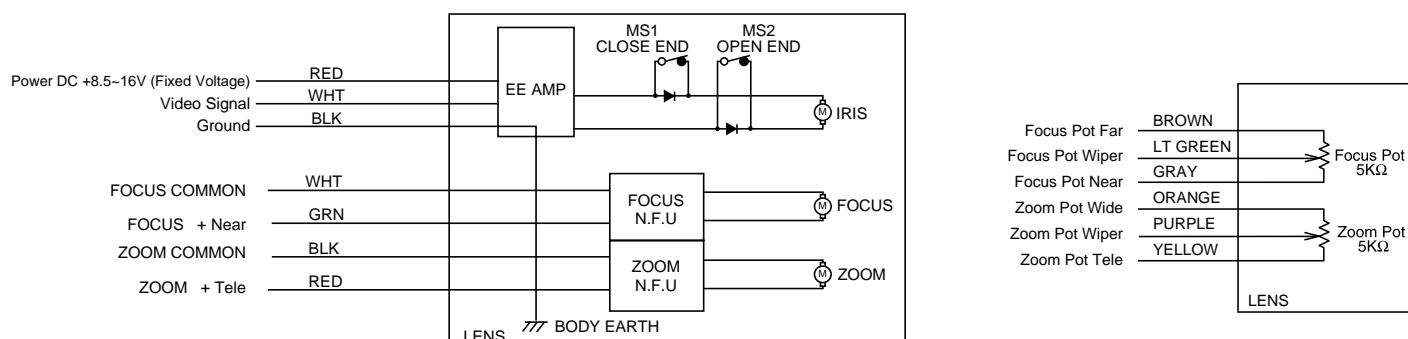 MS1
CLOSE END
MS2
OPEN END
Power DC +8.5~16V (Fixed Voltage)
RED
Video Signal
WHT
Ground
BLK
EE AMP
M
IRIS
FOCUS COMMON
WHT
FOCUS + Near
GRN
FOCUS
N.F.U
M
FOCUS
ZOOM COMMON
BLK
ZOOM + Tele
RED
ZOOM
N.F.U
M
ZOOM
BODY EARTH
LENS
Focus Pot Far
BROWN
Focus Pot Wiper
LT GREEN
Focus Pot Near
GRAY
Focus Pot
5KΩ
Zoom Pot Wide
ORANGE
Zoom Pot Wiper
PURPLE
Zoom Pot Tele
YELLOW
Zoom Pot
5KΩ
LENS